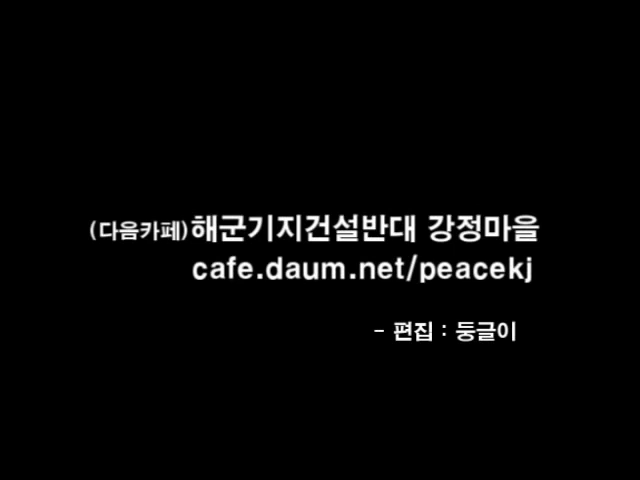 (다음카페)해군기지건설반대 강정마을
cafe.daum.net/peacekj
- 편집 : 둥글이